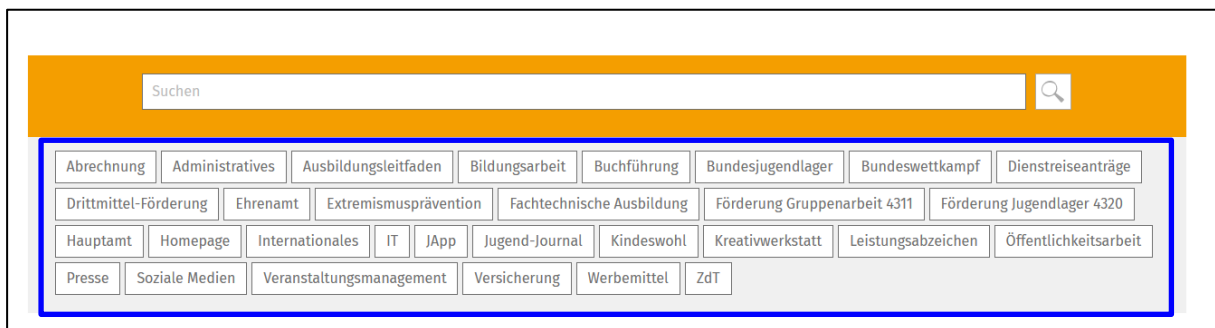 Suchen
Abrechnung Administratives Ausbildungsleitfaden Bildungsarbeit Buchführung Bundesjugendlager Bundeswettkampf Dienstreiseanträge
Drittmittel-Förderung Ehrenamt Extremismusprävention Fachtechnische Ausbildung Förderung Gruppenarbeit 4311 Förderung Jugendlager 4320
Hauptamt Homepage Internationales IT JApp Jugend-Journal Kindeswohl Kreativwerkstatt Leistungsabzeichen Öffentlichkeitsarbeit
Presse Soziale Medien Veranstaltungsmanagement Versicherung Werbemittel ZdT